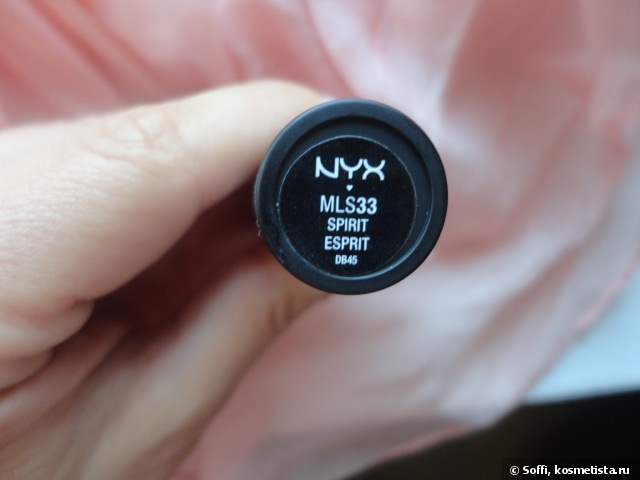 NYX
MLS33
SPIRIT
ESPRIT
DB45
© Soffi, kosmetista.ru